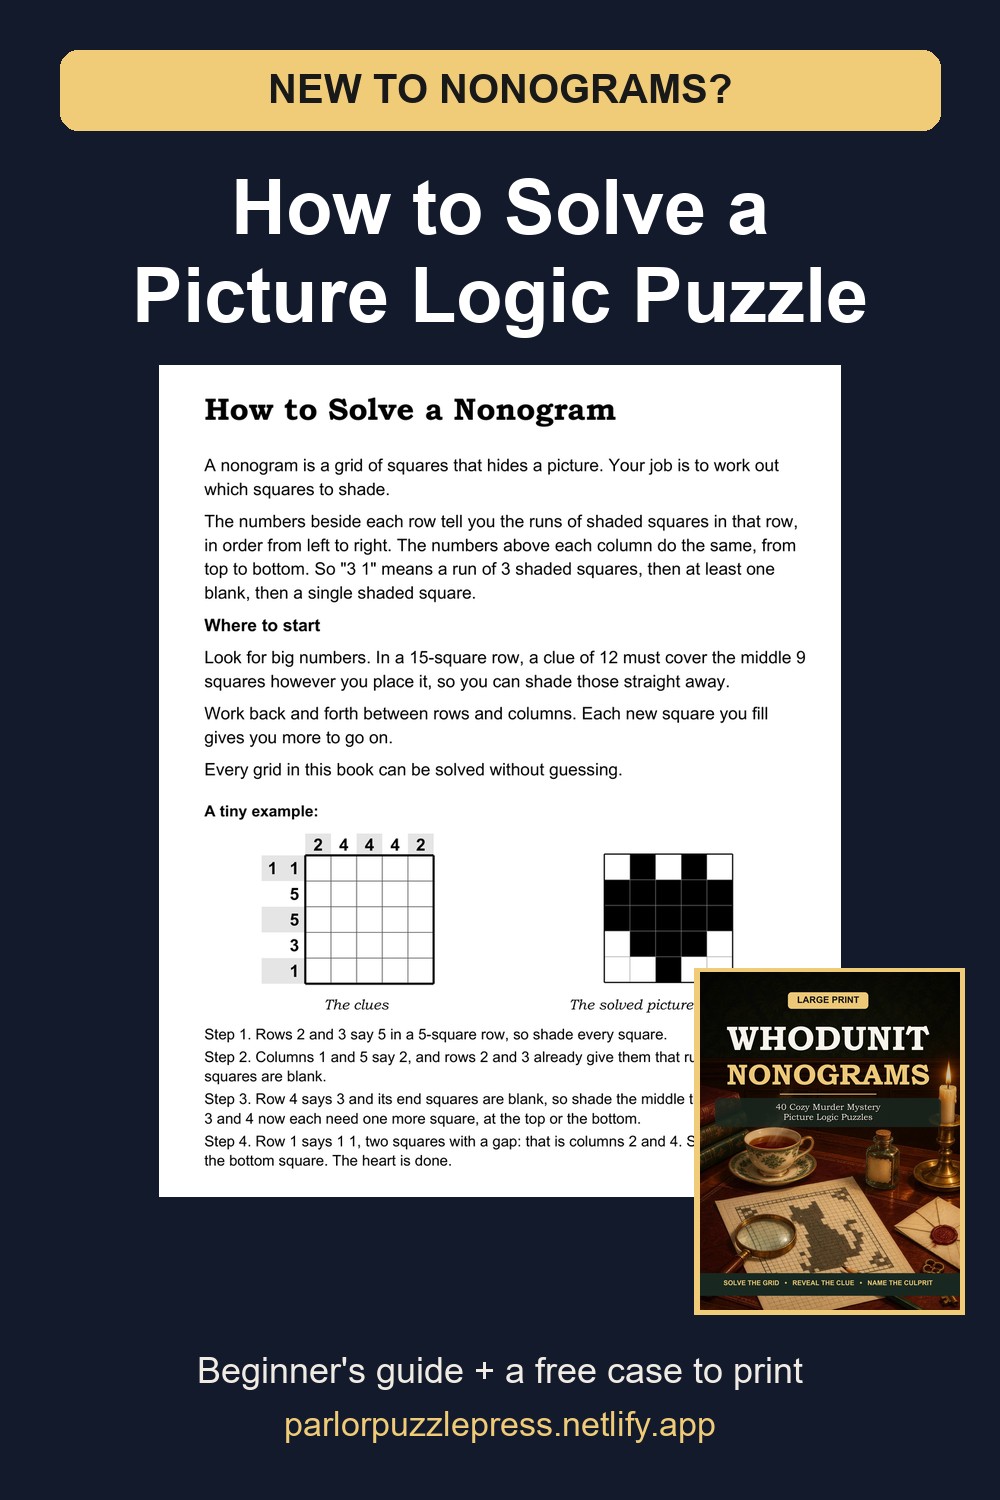 NEW TO NONOGRAMS?
How to Solve a
Picture Logic Puzzle
How to Solve a Nonogram
A nonogram is a grid of squares that hides a picture. Your job is to work out
which squares to shade.
The numbers beside each row tell you the runs of shaded squares in that row,
in order from left to right. The numbers above each column do the same, from
top to bottom. So "3 1" means a run of 3 shaded squares, then at least one
blank, then a single shaded square.
Where to start
Look for big numbers. In a 15-square row, a clue of 12 must cover the middle 9
squares however you place it, so you can shade those straight away.
Work back and forth between rows and columns. Each new square you fill
gives you more to go on.
Every grid in this book can be solved without guessing.
A tiny example:
2 4 4 4 2
1 1
5
5
3
1
The clues
The solved picture
Step 1. Rows 2 and 3 say 5 in a 5-square row, so shade every square.
Step 2. Columns 1 and 5 say 2, and rows 2 and 3 already give them that
squares are blank.
Step 3. Row 4 says 3 and its end squares are blank, so shade the middle
3 and 4 now each need one more square, at the top or the bottom.
Step 4. Row 1 says 1 1, two squares with a gap: that is columns 2 and 4.
the bottom square. The heart is done.
LARGE PRINT
WHODUNIT
NONOGRAMS
40 Cozy Murder Mystery
Picture Logic Puzzles
SOLVE THE GRID • REVEAL THE CLUE • NAME THE CULPRIT
Beginner's guide + a free case to print
parlorpuzzlepress.netlify.app